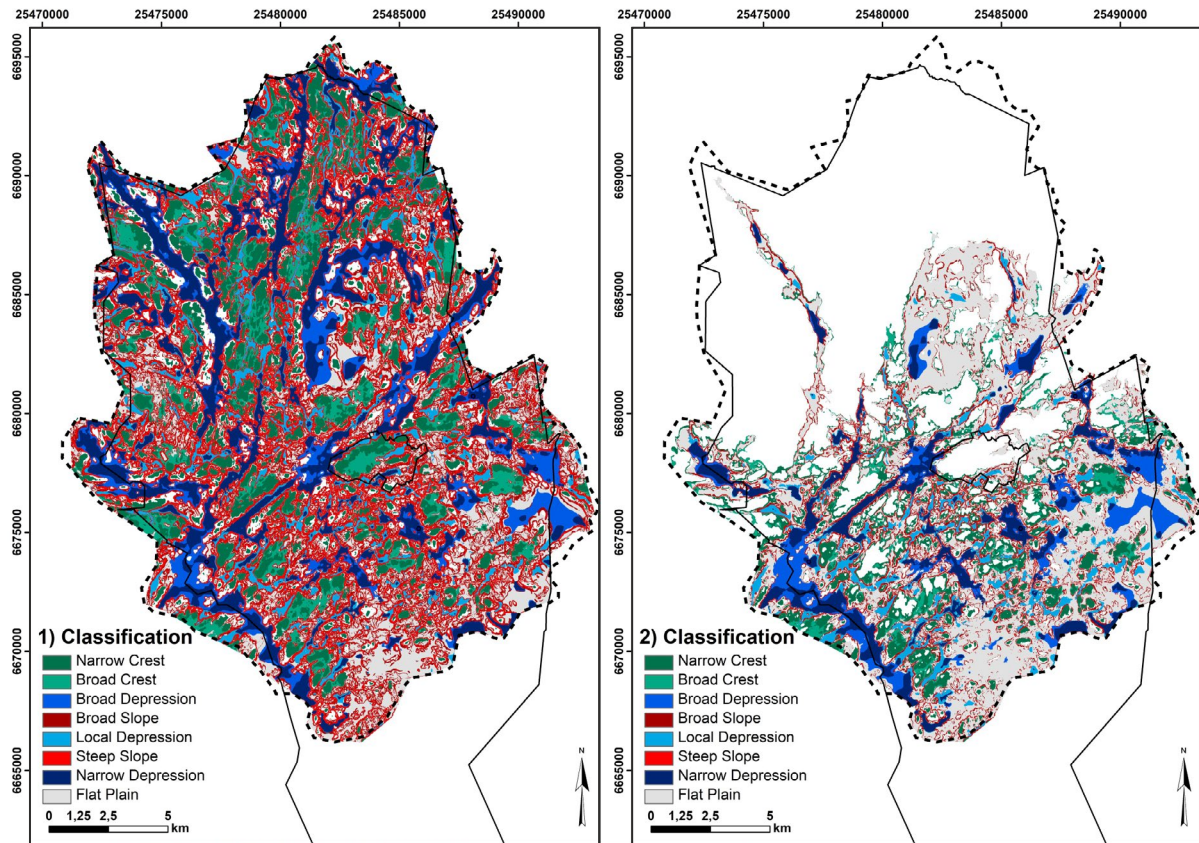 25470000 25475000 25480000 25485000 25490000
25470000 25475000 25480000 25485000 25490000
6695000
6690000
6685000
6680000
6675000
6670000
6665000
1) Classification
Narrow Crest
Broad Crest
Broad Depression
Broad Slope
Local Depression
Steep Slope
Narrow Depression
Flat Plain
0 1,25 2,5 5
km
N
6695000
6690000
6685000
6680000
6675000
6670000
6665000
2) Classification
Narrow Crest
Broad Crest
Broad Depression
Broad Slope
Local Depression
Steep Slope
Narrow Depression
Flat Plain
0 1,25 2,5 5
km
N